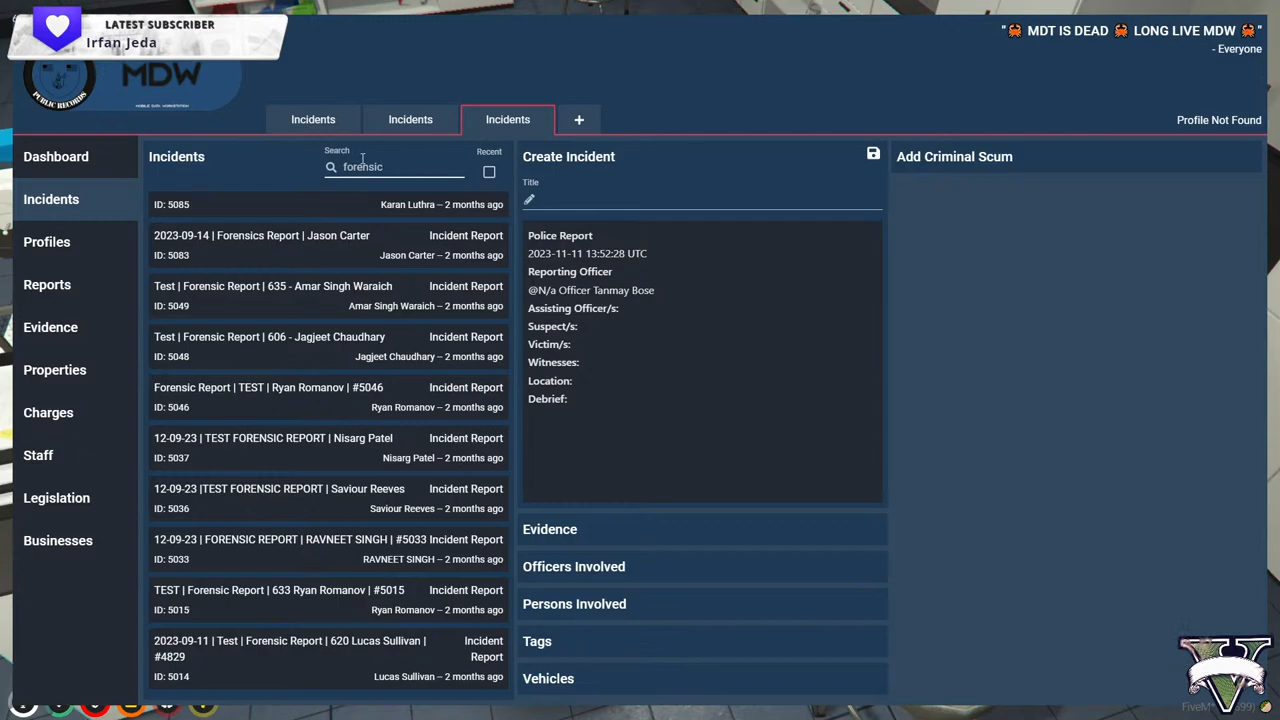 LATEST SUBSCRIBER
Irfan Jeda
" 🦀 MDT IS DEAD 🦀 LONG LIVE MDW 🦀 "
- Everyone
PUBLIC RECORDS
MDW
MOBILE DATA WORKSTATION
Incidents
Incidents
Incidents
+
Profile Not Found
Dashboard
Incidents
Profiles
Reports
Evidence
Properties
Charges
Staff
Legislation
Businesses
Incidents
Search
forensic
Recent
ID: 5085 Karan Luthra – 2 months ago
2023-09-14 | Forensics Report | Jason Carter Incident Report
ID: 5083 Jason Carter – 2 months ago
Test | Forensic Report | 635 - Amar Singh Waraich Incident Report
ID: 5049 Amar Singh Waraich – 2 months ago
Test | Forensic Report | 606 - Jagjeet Chaudhary Incident Report
ID: 5048 Jagjeet Chaudhary – 2 months ago
Forensic Report | TEST | Ryan Romanov | #5046 Incident Report
ID: 5046 Ryan Romanov – 2 months ago
12-09-23 | TEST FORENSIC REPORT | Nisarg Patel Incident Report
ID: 5037 Nisarg Patel – 2 months ago
12-09-23 |TEST FORENSIC REPORT | Saviour Reeves Incident Report
ID: 5036 Saviour Reeves – 2 months ago
12-09-23 | FORENSIC REPORT | RAVNEET SINGH | #5033 Incident Report
ID: 5033 RAVNEET SINGH – 2 months ago
TEST | Forensic Report | 633 Ryan Romanov | #5015 Incident Report
ID: 5015 Ryan Romanov – 2 months ago
2023-09-11 | Test | Forensic Report | 620 Lucas Sullivan | Incident
#4829 Report
ID: 5014 Lucas Sullivan – 2 months ago
Create Incident
Title
Police Report
2023-11-11 13:52:28 UTC
Reporting Officer
@N/a Officer Tanmay Bose
Assisting Officer/s:
Suspect/s:
Victim/s:
Witnesses:
Location:
Debrief:
Evidence
Officers Involved
Persons Involved
Tags
Vehicles
Add Criminal Scum
V